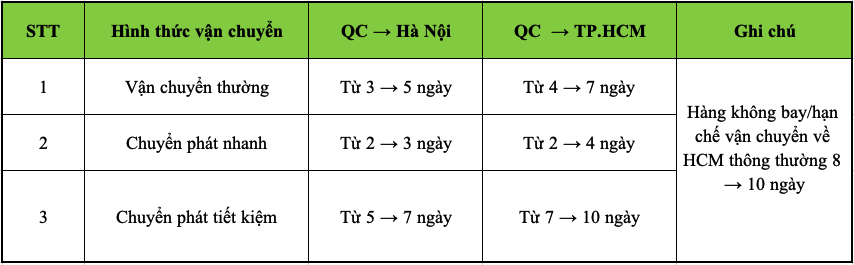 STT Hình thức vận chuyển QC → Hà Nội QC → TP.HCM Ghi chú
1 Vận chuyển thường Từ 3 → 5 ngày Từ 4 → 7 ngày
2 Chuyển phát nhanh Từ 2 → 3 ngày Từ 2 → 4 ngày
3 Chuyển phát tiết kiệm Từ 5 → 7 ngày Từ 7 → 10 ngày
Hàng không bay/hạn
chế vận chuyển về
HCM thông thường 8
→ 10 ngày